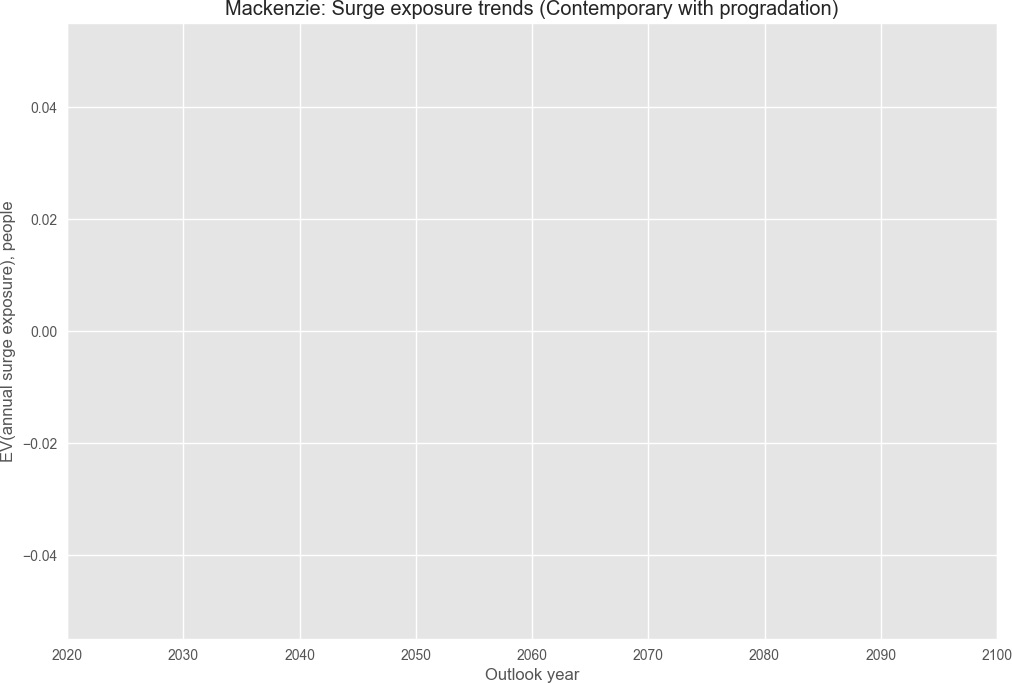 Mackenzie: Surge exposure trends (Contemporary with progradation)
EV(annual surge exposure), people
0.04
0.02
0.00
−0.02
−0.04
2020 2030 2040 2050 2060 2070 2080 2090 2100
Outlook year